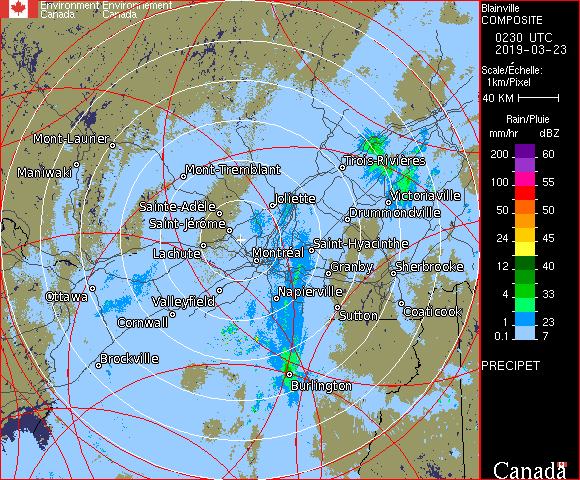 Environment Environnement
Canada Canada
Blainville
COMPOSITE
0230 UTC
2019-03-23
Scale/Échelle:
1km/Pixel
40 KM
Rain/Pluie
mm/hr dBZ
200 60
100 55
50 50
24 45
12 40
4 33
1 23
0.1 7
PRECIPET
Canada
Mont-Laurier
Maniwaki
Mont-Tremblant
Trois-Rivières
Victoriaville
Joliette
Sainte-Adèle
Drummondville
Saint-Jérôme
Saint-Hyacinthe
Lachute
Montréal
Granby
Sherbrooke
Ottawa
Valleyfield
Napierville
Cornwall
Sutton
Coaticook
Brockville
Burlington